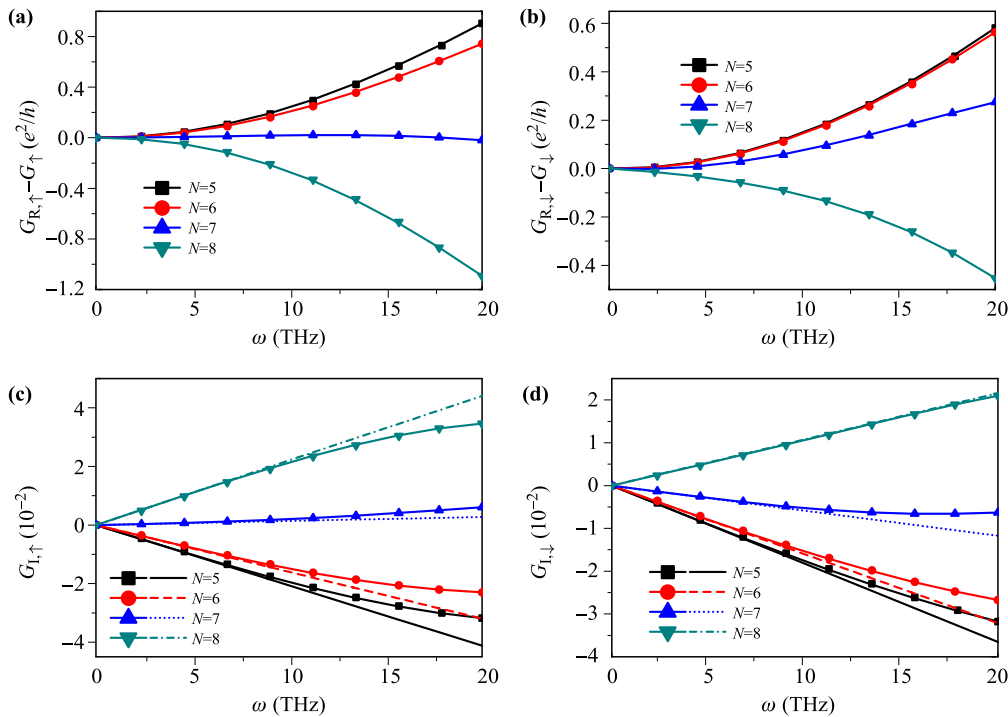 (a)
0.8
0.4
0.0
-0.4
-0.8
-1.2
G_R,↑−G_↑ (e²/h)
N=5
N=6
N=7
N=8
0 5 10 15 20
ω (THz)
(b)
0.6
0.4
0.2
0.0
-0.2
-0.4
G_R,↓−G_↓ (e²/h)
N=5
N=6
N=7
N=8
0 5 10 15 20
ω (THz)
(c)
4
2
0
-2
-4
G_I,↑ (10⁻²)
N=5
N=6
N=7
N=8
0 5 10 15 20
ω (THz)
(d)
2
1
0
-1
-2
-3
-4
G_I,↓ (10⁻²)
N=5
N=6
N=7
N=8
0 5 10 15 20
ω (THz)